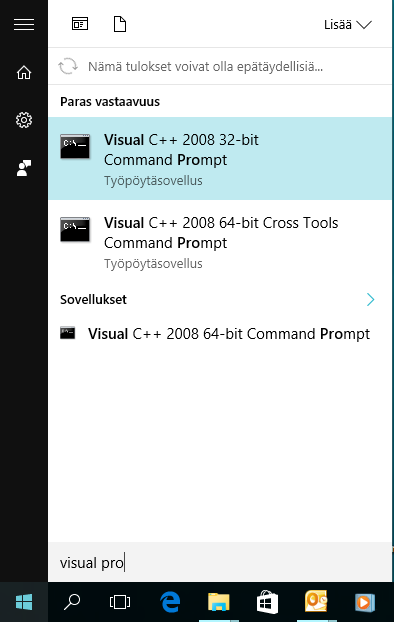 Lisää
Nämä tulokset voivat olla epätäydellisiä...
Paras vastaavuus
Visual C++ 2008 32-bit
Command Prompt
Työpöytäsovellus
Visual C++ 2008 64-bit Cross Tools
Command Prompt
Työpöytäsovellus
Sovellukset
Visual C++ 2008 64-bit Command Prompt
visual pro